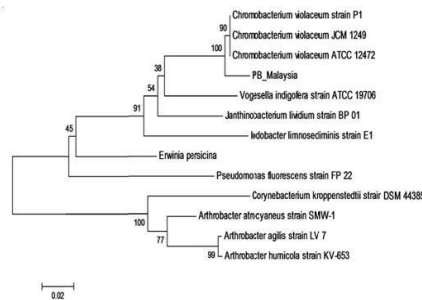 Chromobacterium violaceum strain P1
90
Chromobacterium violaceum JCM 1249
100
Chromobacterium violaceum ATCC 12472
38
PB_Malaysia
54
Vogesella indigofera strain ATCC 19706
91
Janthinobacterium lividium strain BP 01
Iodobacter limnosediminis strain E1
45
Erwinia persicina
Pseudomonas fluorescens strain FP 22
Corynebacterium kroppenstedtii strair DSM 44385
100
Arthrobacter atrocyaneus strain SMW-1
77
Arthrobacter agilis strain LV 7
99
Arthrobacter humicola strain KV-653
0.02